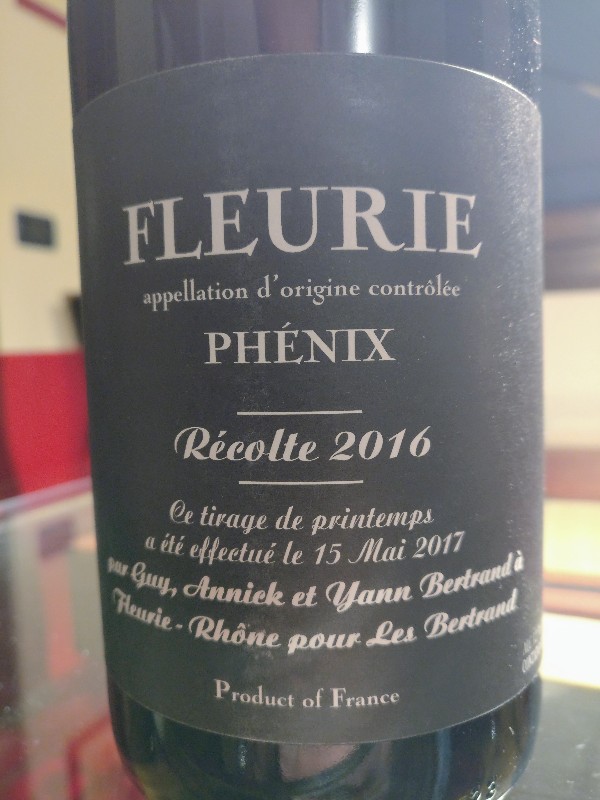 FLEURIE
appellation d'origine contrôlée
PHÉNIX
Récolte 2016
Ce tirage de printemps
a été effectué le 15 Mai 2017
par Guy, Annick et Yann Bertrand à
Fleurie - Rhône pour Les Bertrand
Product of France